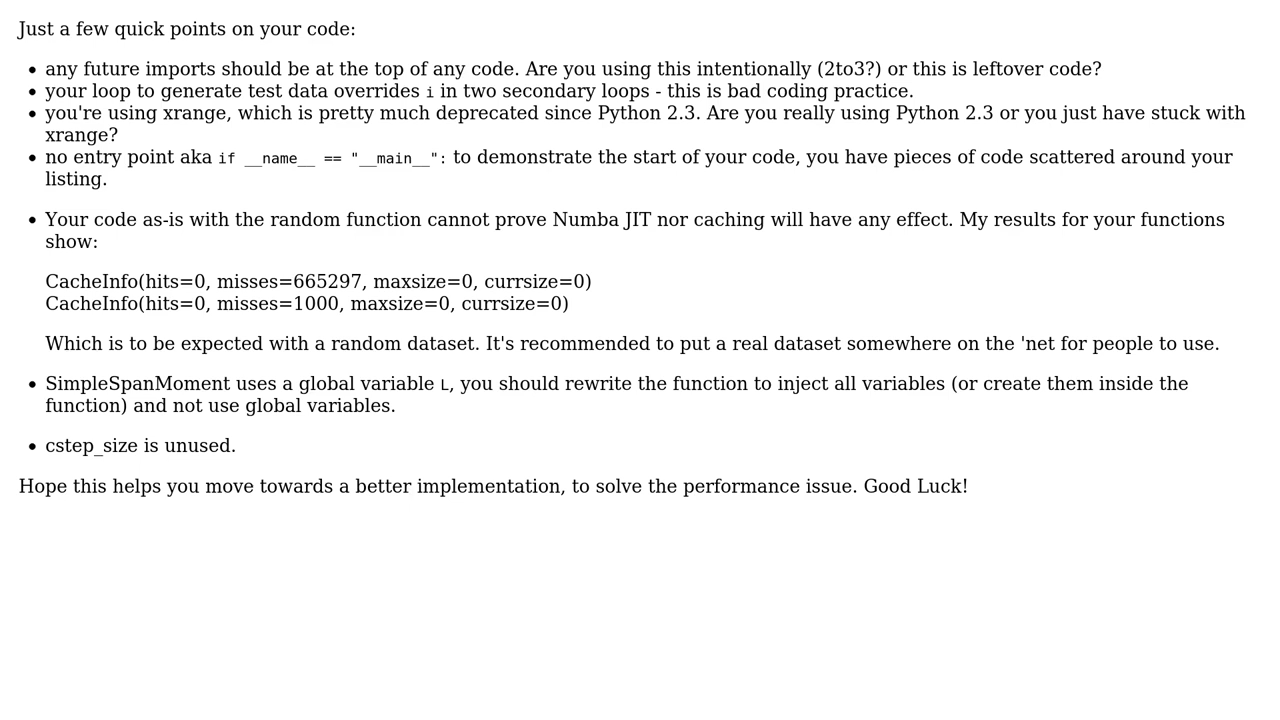 Just a few quick points on your code:
• any future imports should be at the top of any code. Are you using this intentionally (2to3?) or this is leftover code?
• your loop to generate test data overrides i in two secondary loops - this is bad coding practice.
• you're using xrange, which is pretty much deprecated since Python 2.3. Are you really using Python 2.3 or you just have stuck with
xrange?
• no entry point aka if __name__ == "__main__": to demonstrate the start of your code, you have pieces of code scattered around your
listing.
• Your code as-is with the random function cannot prove Numba JIT nor caching will have any effect. My results for your functions
show:
CacheInfo(hits=0, misses=665297, maxsize=0, currsize=0)
CacheInfo(hits=0, misses=1000, maxsize=0, currsize=0)
Which is to be expected with a random dataset. It's recommended to put a real dataset somewhere on the 'net for people to use.
• SimpleSpanMoment uses a global variable L, you should rewrite the function to inject all variables (or create them inside the
function) and not use global variables.
• cstep_size is unused.
Hope this helps you move towards a better implementation, to solve the performance issue. Good Luck!